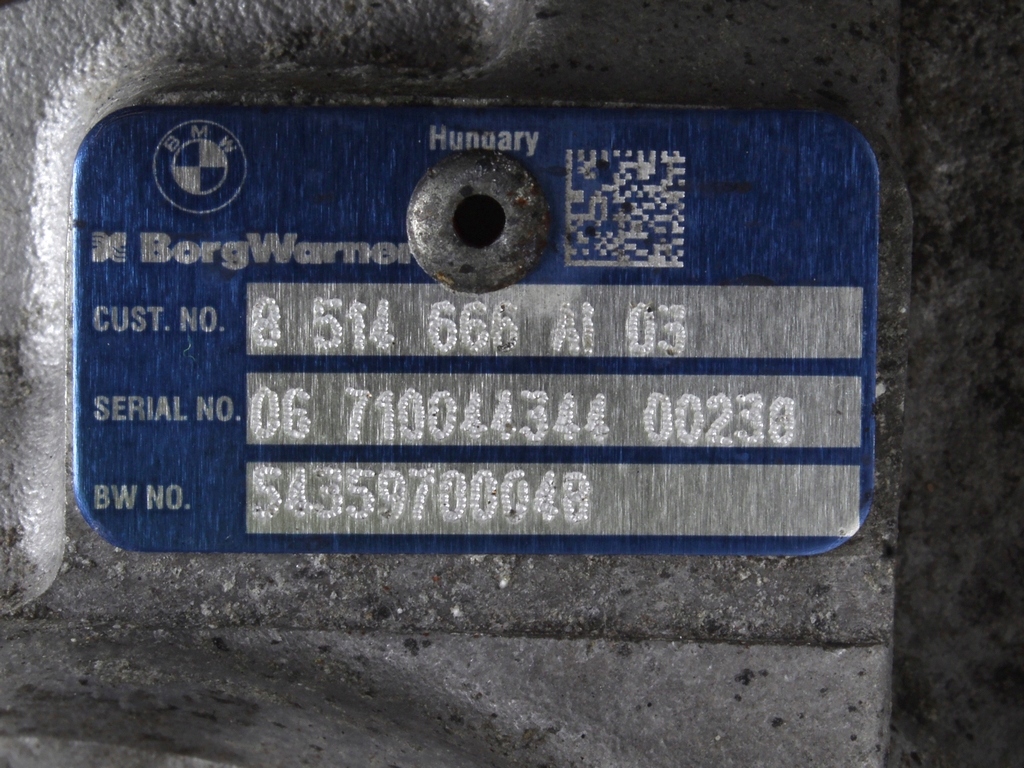 BMW
Hungary
BorgWarner
CUST. NO. 8 514 666 AI 03
SERIAL NO. 06 710044344 00230
BW NO. 54359700048